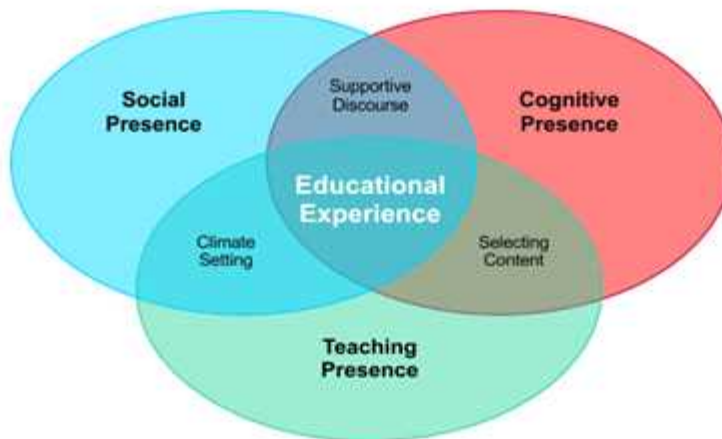 Social
Presence
Supportive
Discourse
Cognitive
Presence
Educational
Experience
Climate
Setting
Selecting
Content
Teaching
Presence